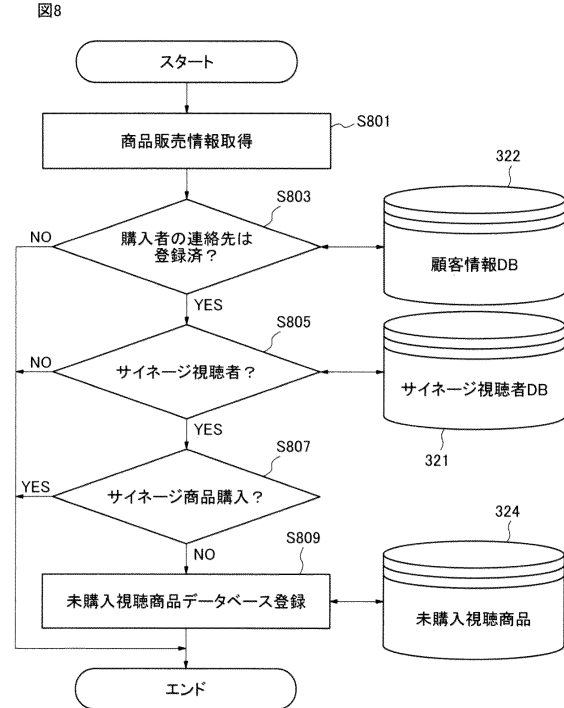 図8
スタート
商品販売情報取得
S801
322
S803
NO
購入者の連絡先は
登録済？
顧客情報DB
YES
S805
NO
サイネージ視聴者？
サイネージ視聴者DB
321
YES
S807
YES
サイネージ商品購入？
NO
S809
324
未購入視聴商品データベース登録
未購入視聴商品
エンド